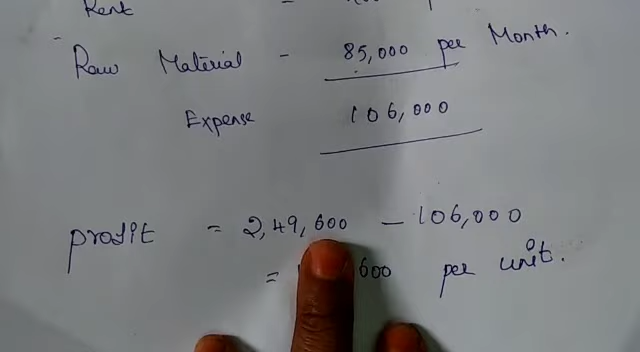 Rent =
Raw Material - 85,000 per Month.
Expense 106,000
profit = 2,49,600 - 106,000
= 600 per unit.